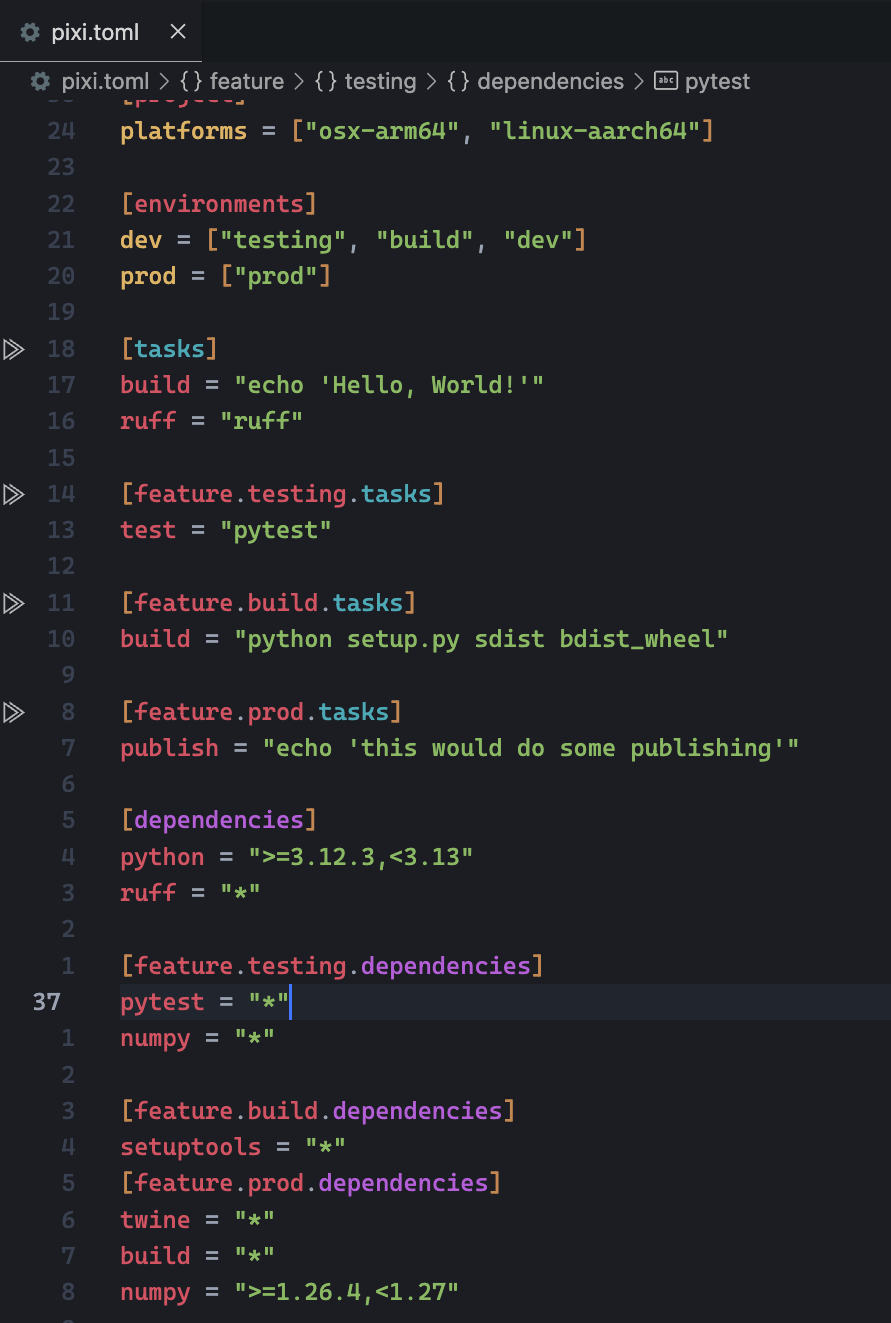 pixi.toml
pixi.toml > {} feature > {} testing > {} dependencies > abc pytest
[project]
24 platforms = ["osx-arm64", "linux-aarch64"]
23
22 [environments]
21 dev = ["testing", "build", "dev"]
20 prod = ["prod"]
19
18 [tasks]
17 build = "echo 'Hello, World!'"
16 ruff = "ruff"
15
14 [feature.testing.tasks]
13 test = "pytest"
12
11 [feature.build.tasks]
10 build = "python setup.py sdist bdist_wheel"
9
8 [feature.prod.tasks]
7 publish = "echo 'this would do some publishing'"
6
5 [dependencies]
4 python = ">=3.12.3,<3.13"
3 ruff = "*"
2
1 [feature.testing.dependencies]
37 pytest = "*"
1 numpy = "*"
2
3 [feature.build.dependencies]
4 setuptools = "*"
5 [feature.prod.dependencies]
6 twine = "*"
7 build = "*"
8 numpy = ">=1.26.4,<1.27"